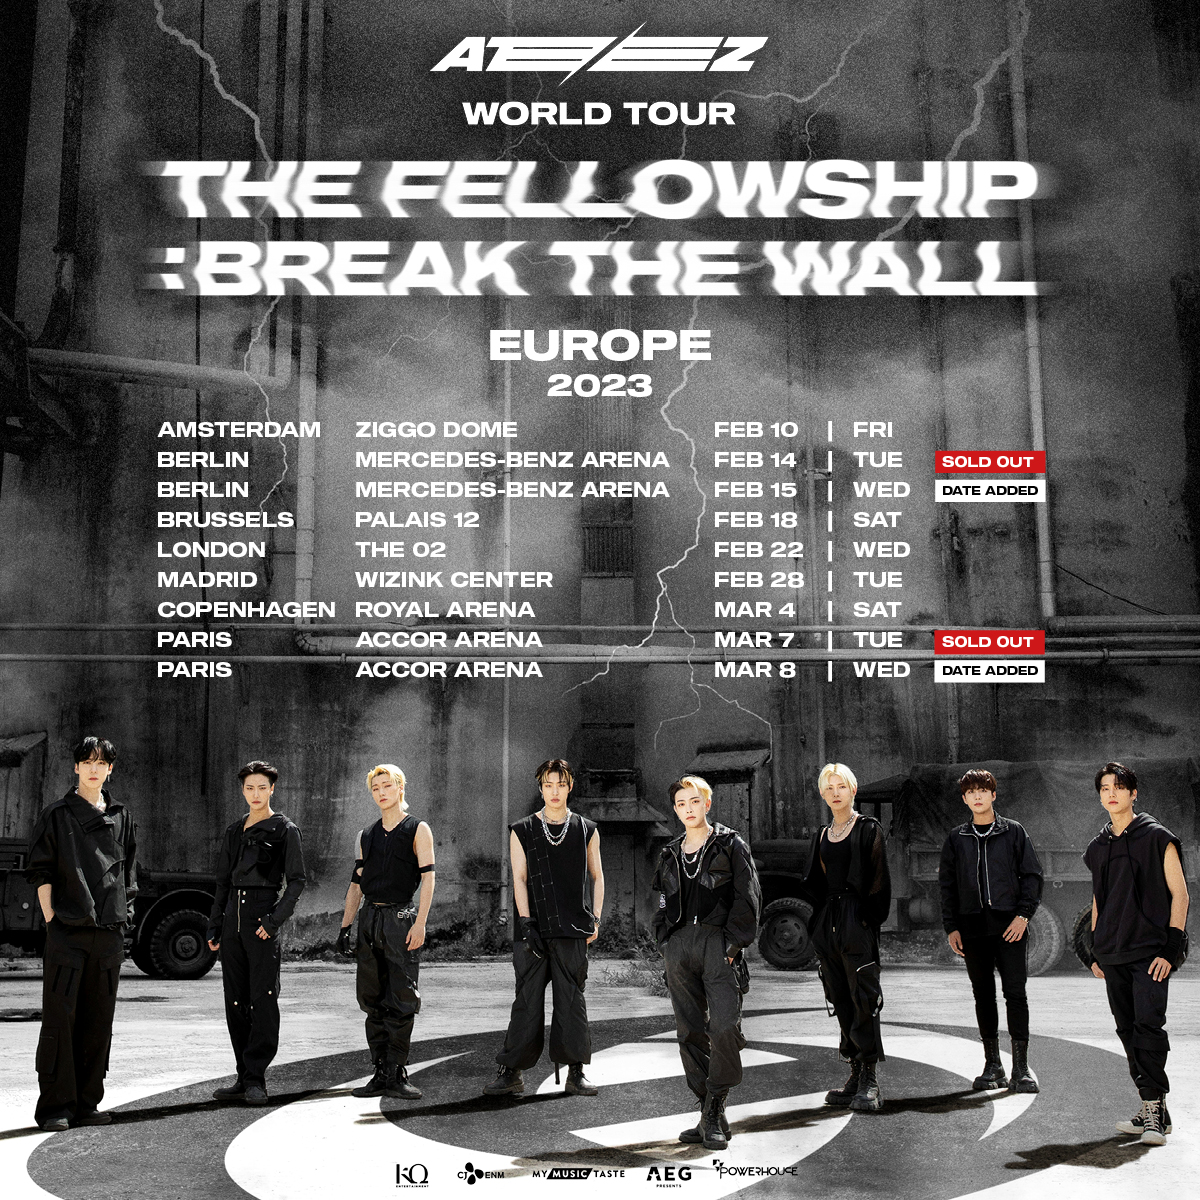 ATEEZ
WORLD TOUR
THE FELLOWSHIP
:BREAK THE WALL
EUROPE
2023
AMSTERDAM ZIGGO DOME FEB 10 | FRI
BERLIN MERCEDES-BENZ ARENA FEB 14 | TUE SOLD OUT
BERLIN MERCEDES-BENZ ARENA FEB 15 | WED DATE ADDED
BRUSSELS PALAIS 12 FEB 18 | SAT
LONDON THE O2 FEB 22 | WED
MADRID WIZINK CENTER FEB 28 | TUE
COPENHAGEN ROYAL ARENA MAR 4 | SAT
PARIS ACCOR ARENA MAR 7 | TUE SOLD OUT
PARIS ACCOR ARENA MAR 8 | WED DATE ADDED
KQ ENTERTAINMENT CJ ENM MY MUSIC TASTE AEG PRESENTS POWERHOUSE